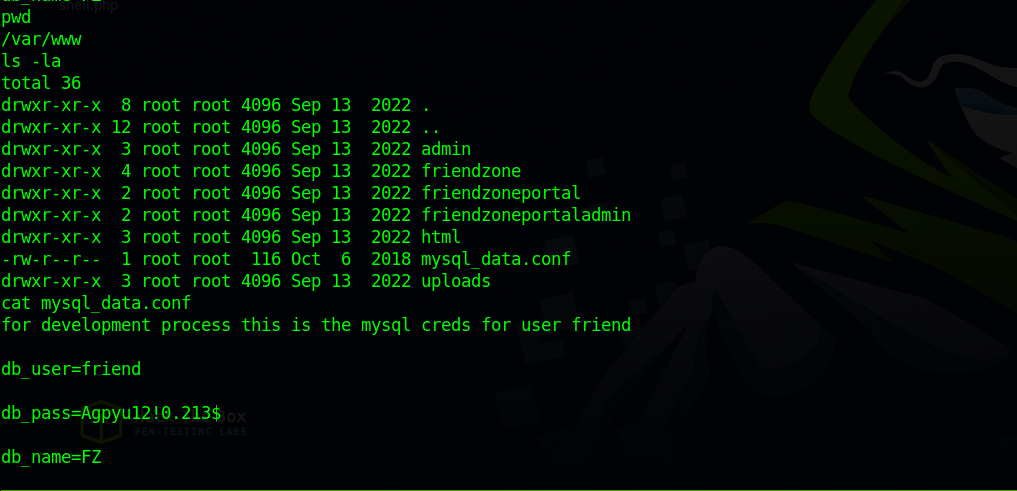 shell.php
pwd
/var/www
ls -la
total 36
drwxr-xr-x  8 root root 4096 Sep 13  2022 .
drwxr-xr-x 12 root root 4096 Sep 13  2022 ..
drwxr-xr-x  3 root root 4096 Sep 13  2022 admin
drwxr-xr-x  4 root root 4096 Sep 13  2022 friendzone
drwxr-xr-x  2 root root 4096 Sep 13  2022 friendzoneportal
drwxr-xr-x  2 root root 4096 Sep 13  2022 friendzoneportaladmin
drwxr-xr-x  3 root root 4096 Sep 13  2022 html
-rw-r--r--  1 root root  116 Oct  6  2018 mysql_data.conf
drwxr-xr-x  3 root root 4096 Sep 13  2022 uploads
cat mysql_data.conf
for development process this is the mysql creds for user friend
db_user=friend
db_pass=Agpyu12!0.213$
PEN-TESTING LABS
db_name=FZ